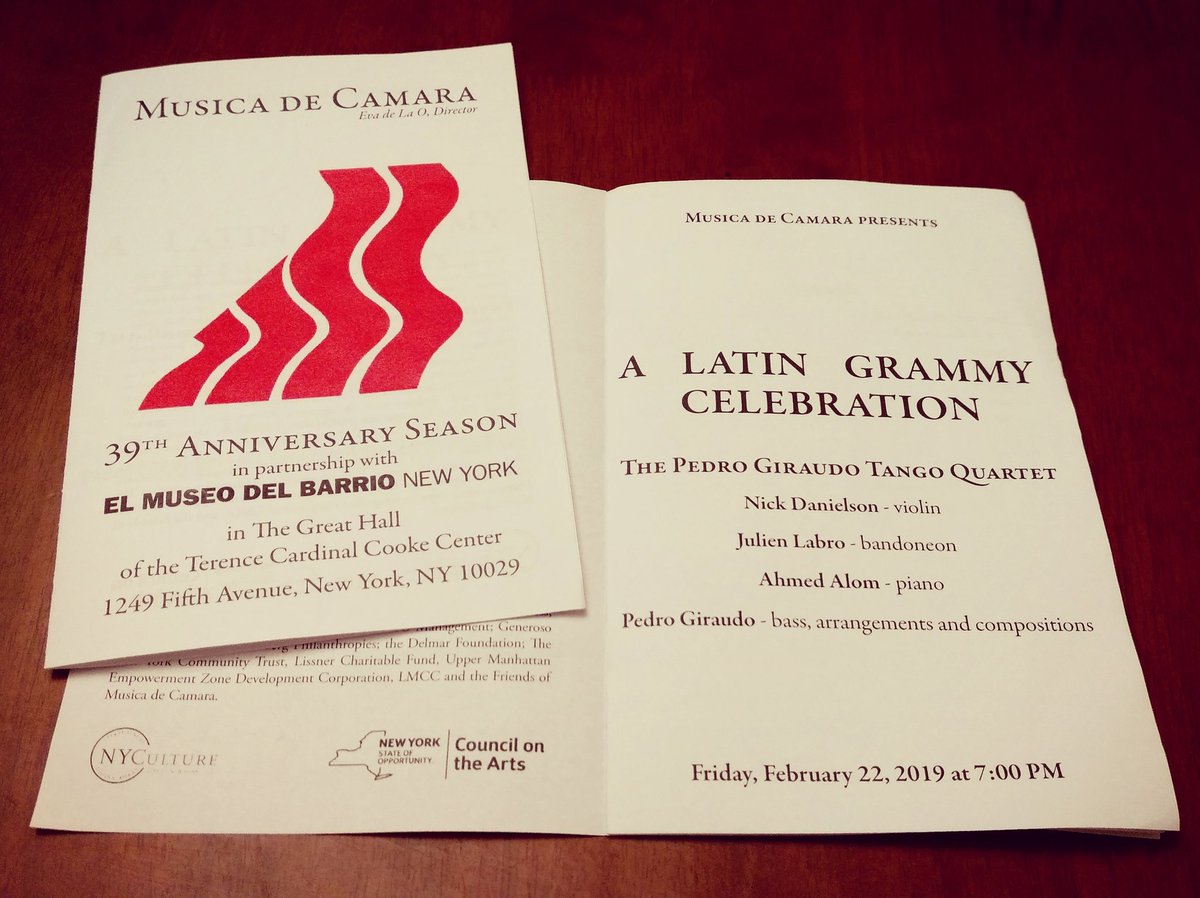 MUSICA DE CAMARA
Eva de La O, Director
39TH ANNIVERSARY SEASON
in partnership with
EL MUSEO DEL BARRIO NEW YORK
in The Great Hall
of the Terence Cardinal Cooke Center
1249 Fifth Avenue, New York, NY 10029
Management; Generoso
Philanthropies; the Delmar Foundation; The
York Community Trust, Lissner Charitable Fund, Upper Manhattan
Empowerment Zone Development Corporation, LMCC and the Friends of
Musica de Camara.
NYCULTURE
NEW YORK
STATE OF
OPPORTUNITY.
Council on
the Arts
MUSICA DE CAMARA PRESENTS
A LATIN GRAMMY
CELEBRATION
THE PEDRO GIRAUDO TANGO QUARTET
Nick Danielson - violin
Julien Labro - bandoneon
Ahmed Alom - piano
Pedro Giraudo - bass, arrangements and compositions
Friday, February 22, 2019 at 7:00 PM